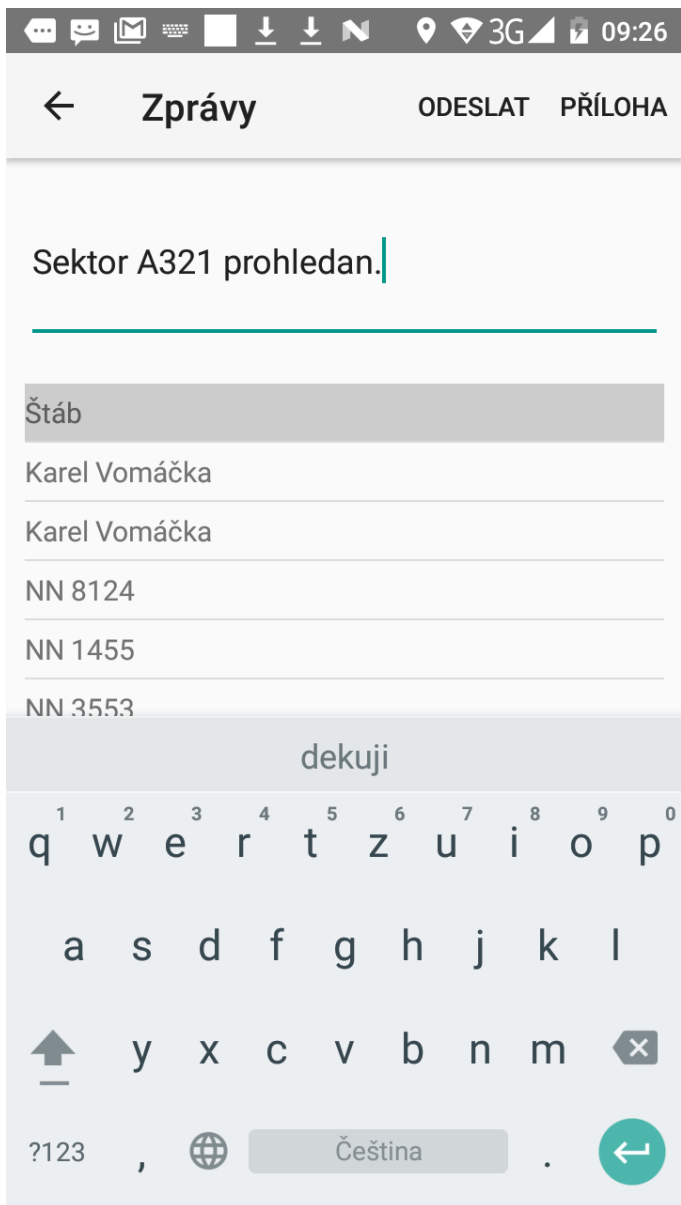 3G 09:26
Zprávy ODESLAT PŘÍLOHA
Sektor A321 prohledan.
Štáb
Karel Vomáčka
Karel Vomáčka
NN 8124
NN 1455
NN 3553
dekuji
1 2 3 4 5 6 7 8 9 0
q w e r t z u i o p
a s d f g h j k l
y x c v b n m
?123 , Čeština .